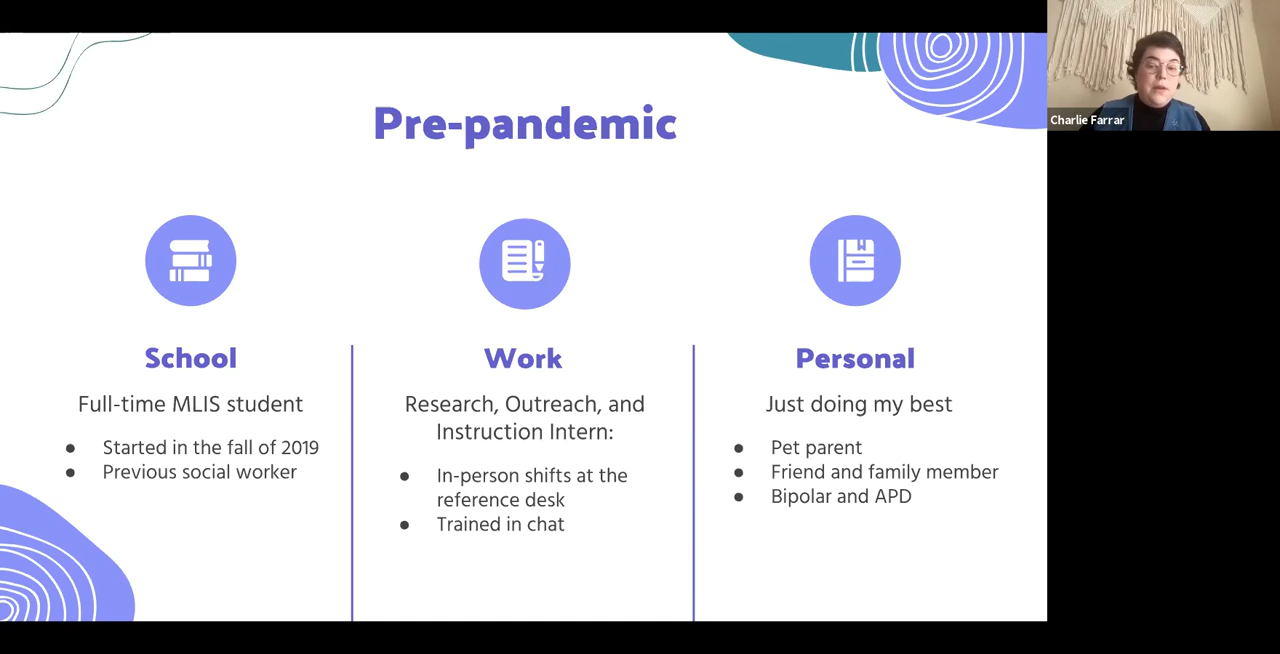 Pre-pandemic
Charlie Farrar
School
Full-time MLIS student
● Started in the fall of 2019
● Previous social worker
Work
Research, Outreach, and
Instruction Intern:
● In-person shifts at the
reference desk
● Trained in chat
Personal
Just doing my best
● Pet parent
● Friend and family member
● Bipolar and APD